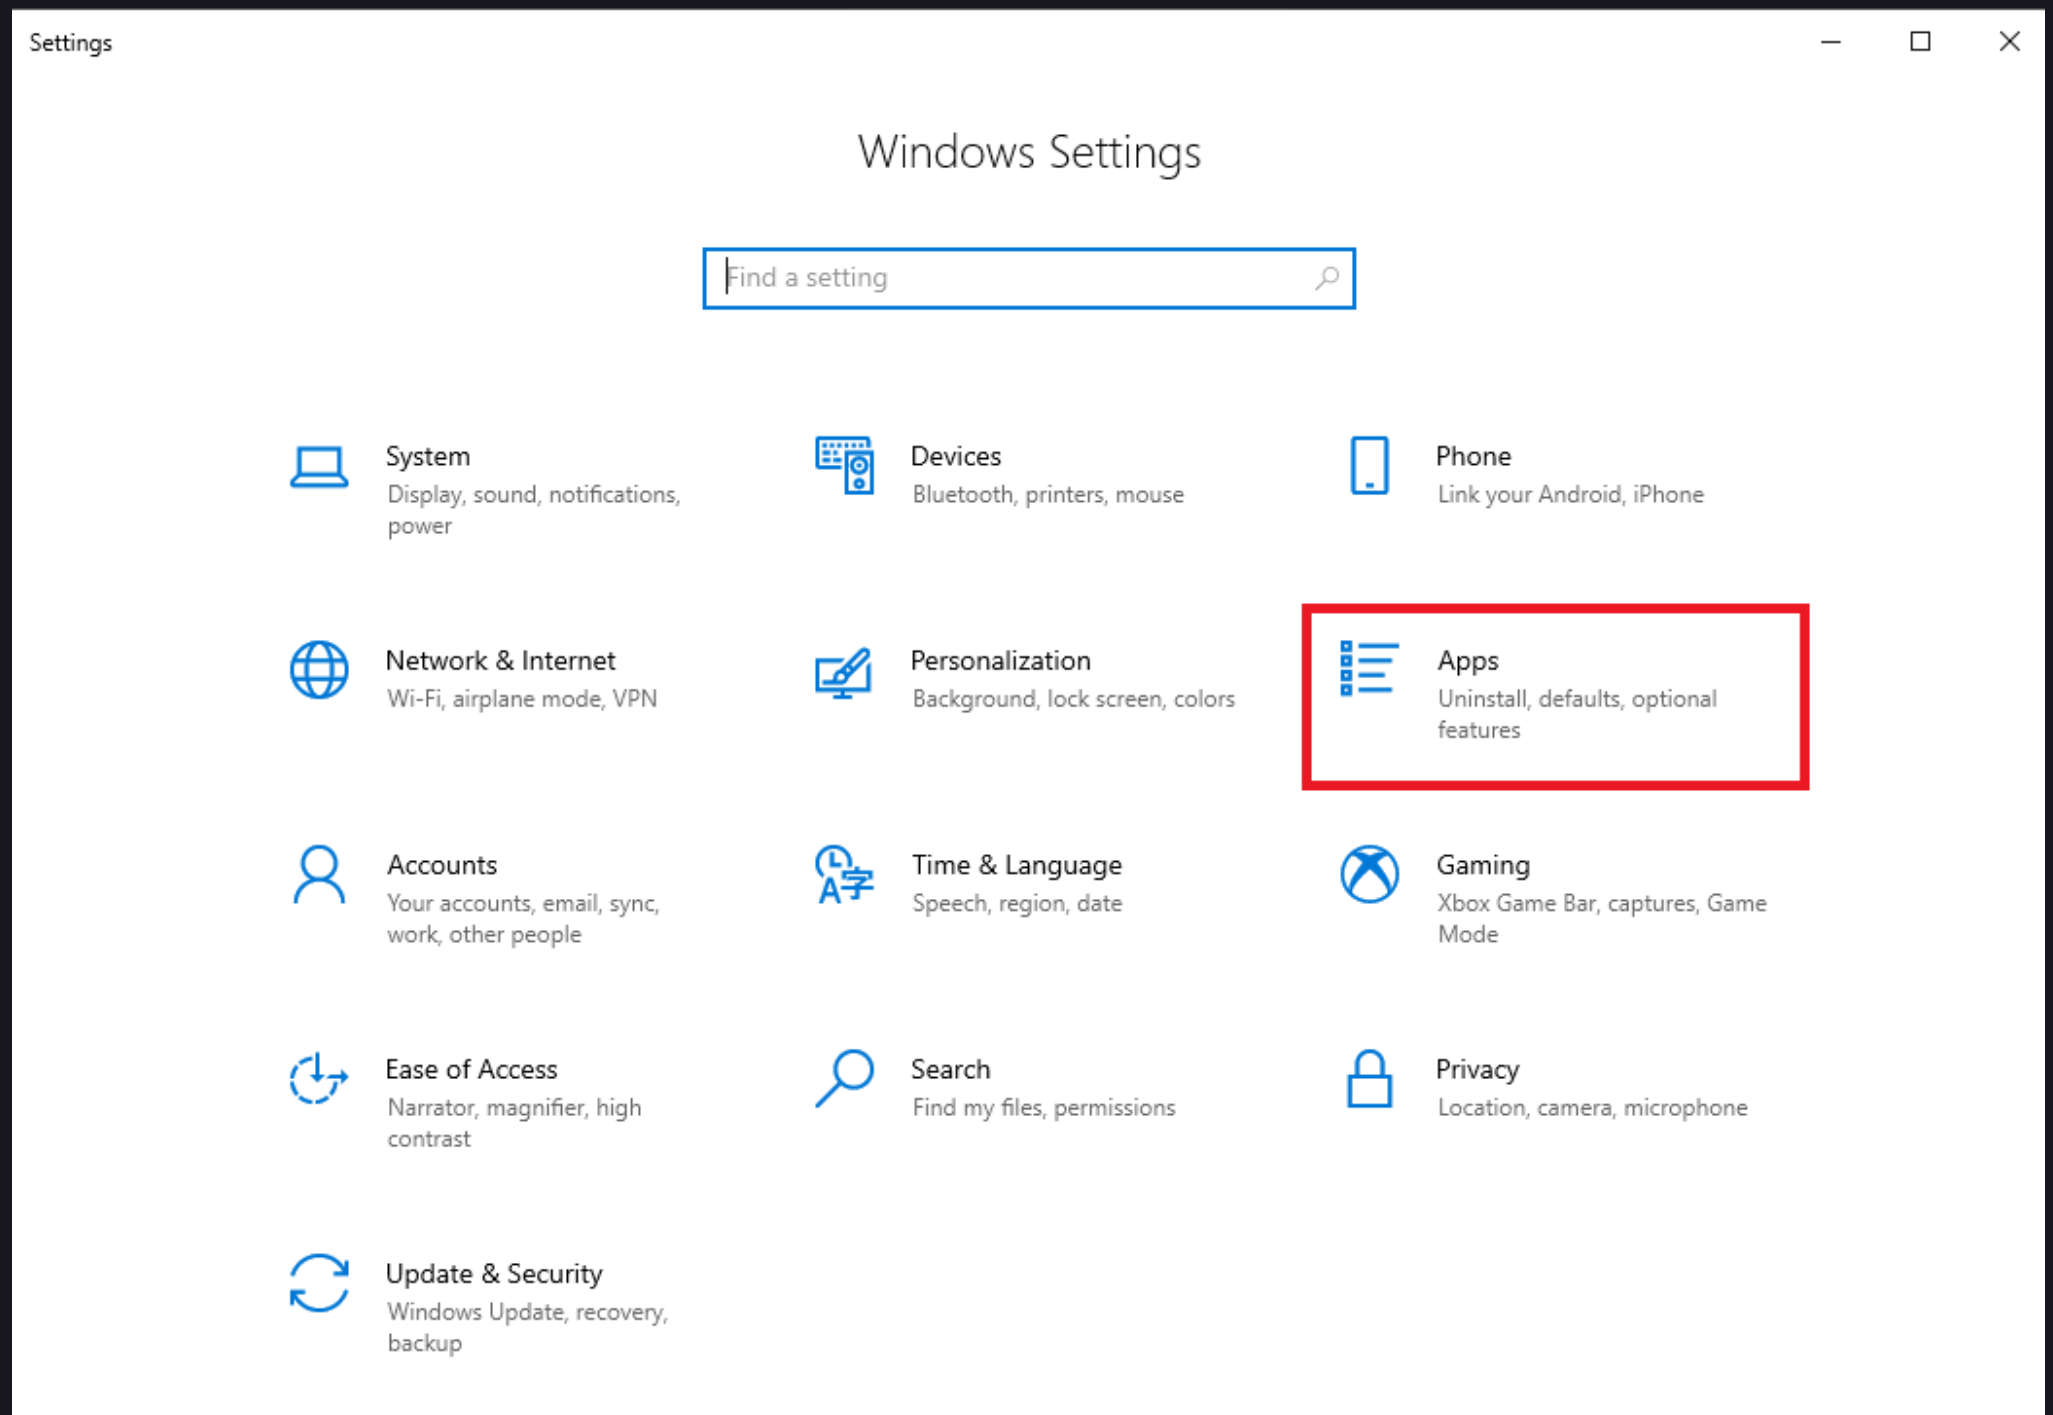 Settings
Windows Settings
Find a setting
System
Display, sound, notifications,
power
Devices
Bluetooth, printers, mouse
Phone
Link your Android, iPhone
Network & Internet
Wi-Fi, airplane mode, VPN
Personalization
Background, lock screen, colors
Apps
Uninstall, defaults, optional
features
Accounts
Your accounts, email, sync,
work, other people
Time & Language
Speech, region, date
Gaming
Xbox Game Bar, captures, Game
Mode
Ease of Access
Narrator, magnifier, high
contrast
Search
Find my files, permissions
Privacy
Location, camera, microphone
Update & Security
Windows Update, recovery,
backup